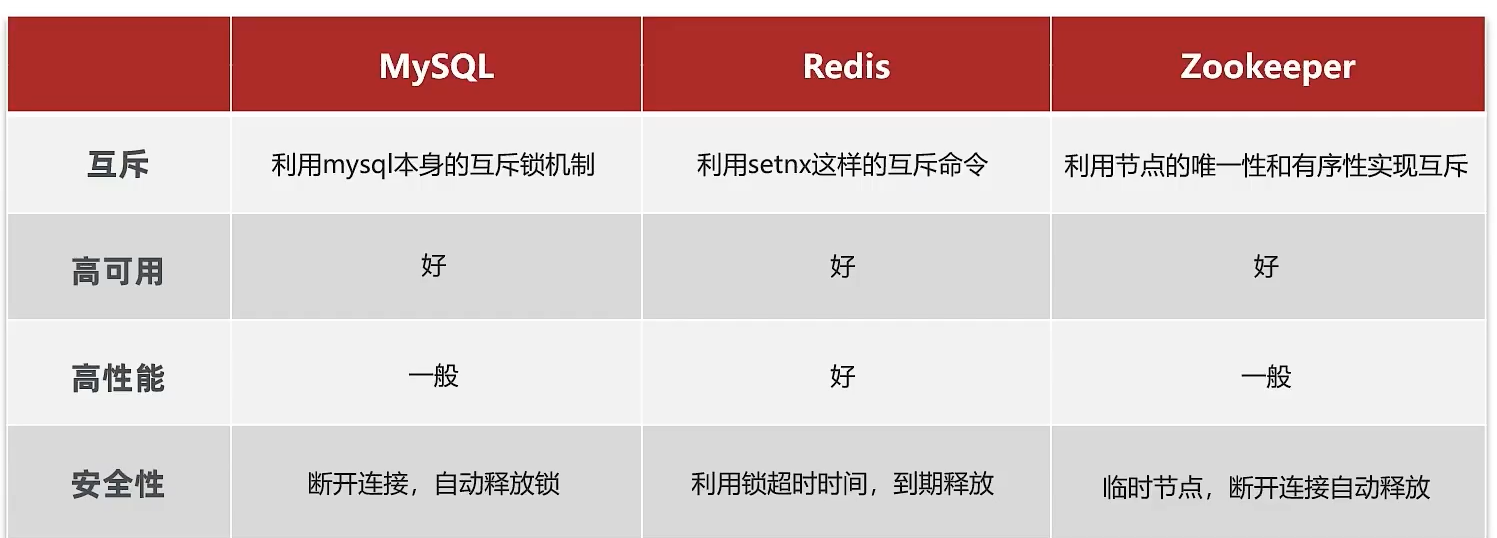 MySQL Redis Zookeeper
互斥 利用mysql本身的互斥锁机制 利用setnx这样的互斥命令 利用节点的唯一性和有序性实现互斥
高可用 好 好 好
高性能 一般 好 一般
安全性 断开连接，自动释放锁 利用锁超时时间，到期释放 临时节点，断开连接自动释放